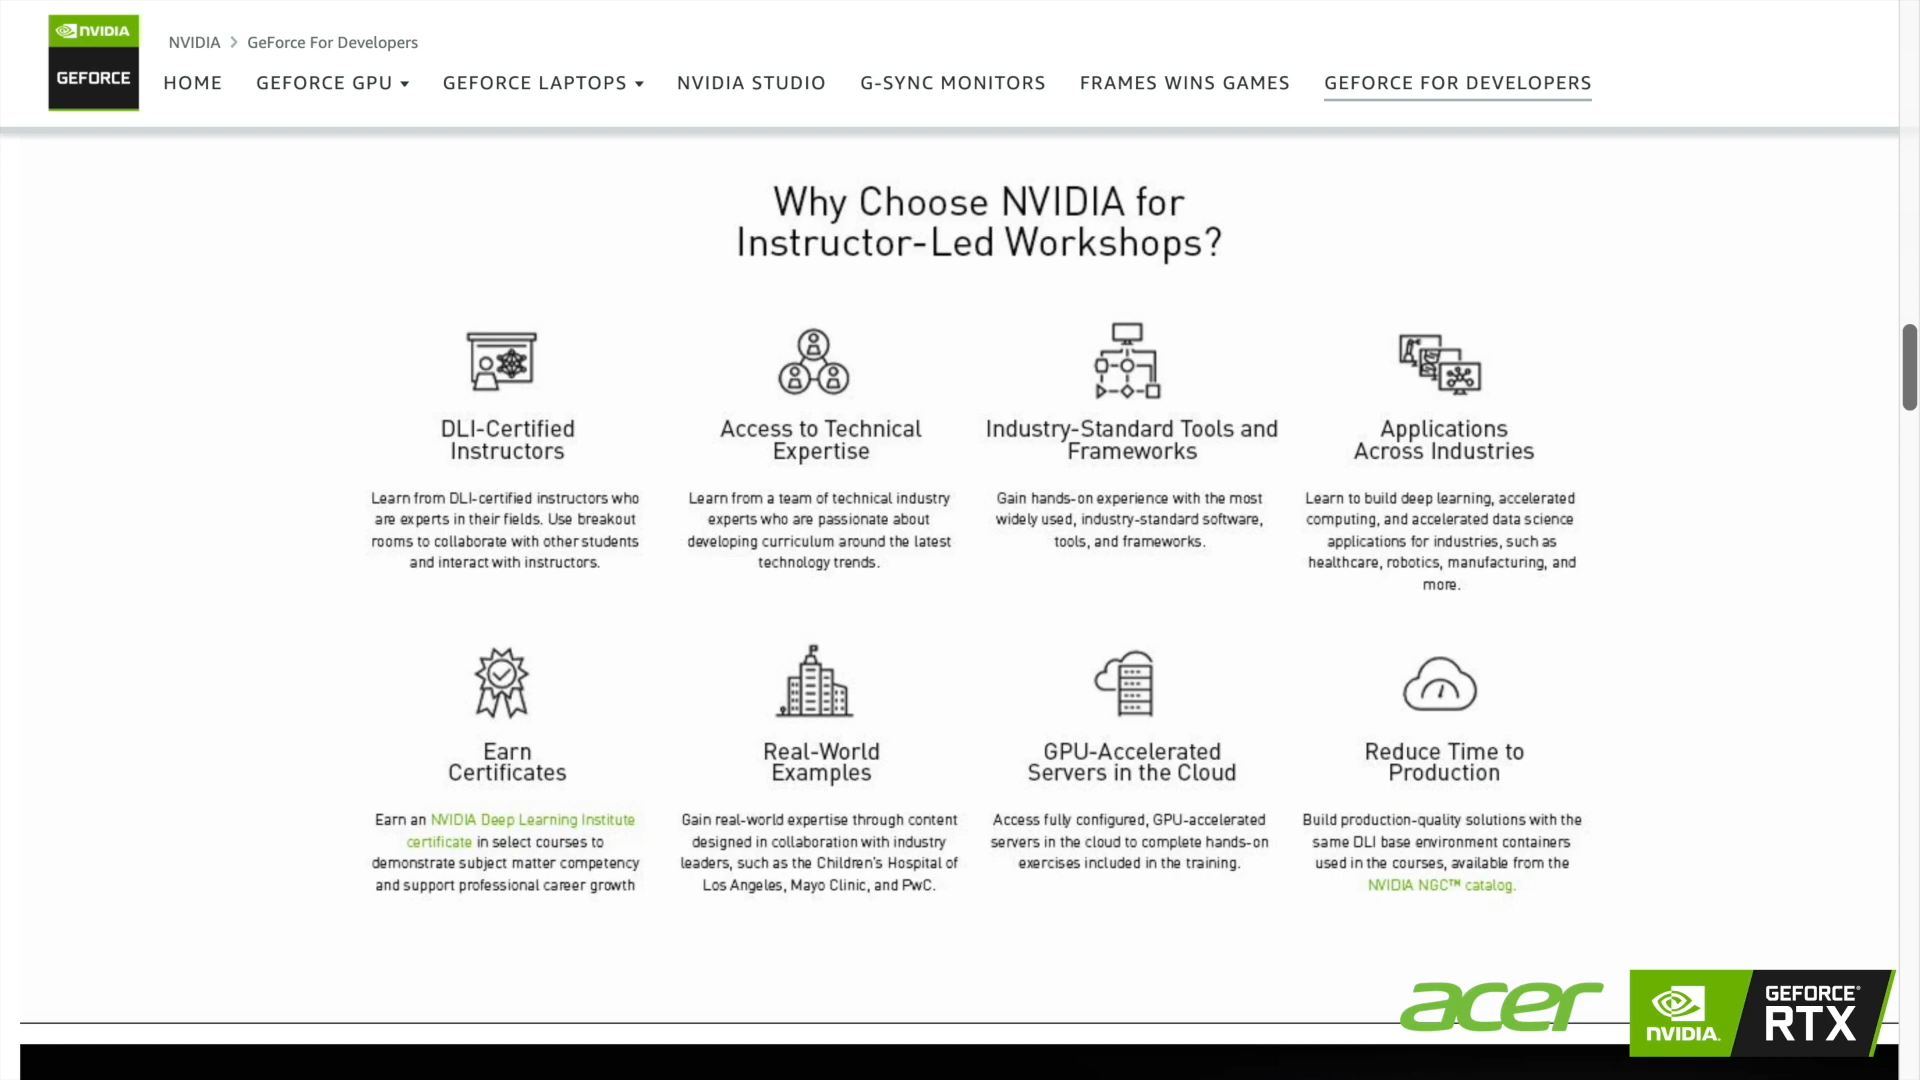 NVIDIA
GEFORCE
NVIDIA > GeForce For Developers
HOME GEFORCE GPU GEFORCE LAPTOPS NVIDIA STUDIO G-SYNC MONITORS FRAMES WINS GAMES GEFORCE FOR DEVELOPERS
Why Choose NVIDIA for
Instructor-Led Workshops?
DLI-Certified
Instructors
Learn from DLI-certified instructors who
are experts in their fields. Use breakout
rooms to collaborate with other students
and interact with instructors.
Access to Technical
Expertise
Learn from a team of technical industry
experts who are passionate about
developing curriculum around the latest
technology trends.
Industry-Standard Tools and
Frameworks
Gain hands-on experience with the most
widely used, industry-standard software,
tools, and frameworks.
Applications
Across Industries
Learn to build deep learning, accelerated
computing, and accelerated data science
applications for industries, such as
healthcare, robotics, manufacturing, and
more.
Earn
Certificates
Earn an NVIDIA Deep Learning Institute
certificate in select courses to
demonstrate subject matter competency
and support professional career growth
Real-World
Examples
Gain real-world expertise through content
designed in collaboration with industry
leaders, such as the Children's Hospital of
Los Angeles, Mayo Clinic, and PwC.
GPU-Accelerated
Servers in the Cloud
Access fully configured, GPU-accelerated
servers in the cloud to complete hands-on
exercises included in the training.
Reduce Time to
Production
Build production-quality solutions with the
same DLI base environment containers
used in the courses, available from the
NVIDIA NGC™ catalog.
acer
NVIDIA.
GEFORCE®
RTX